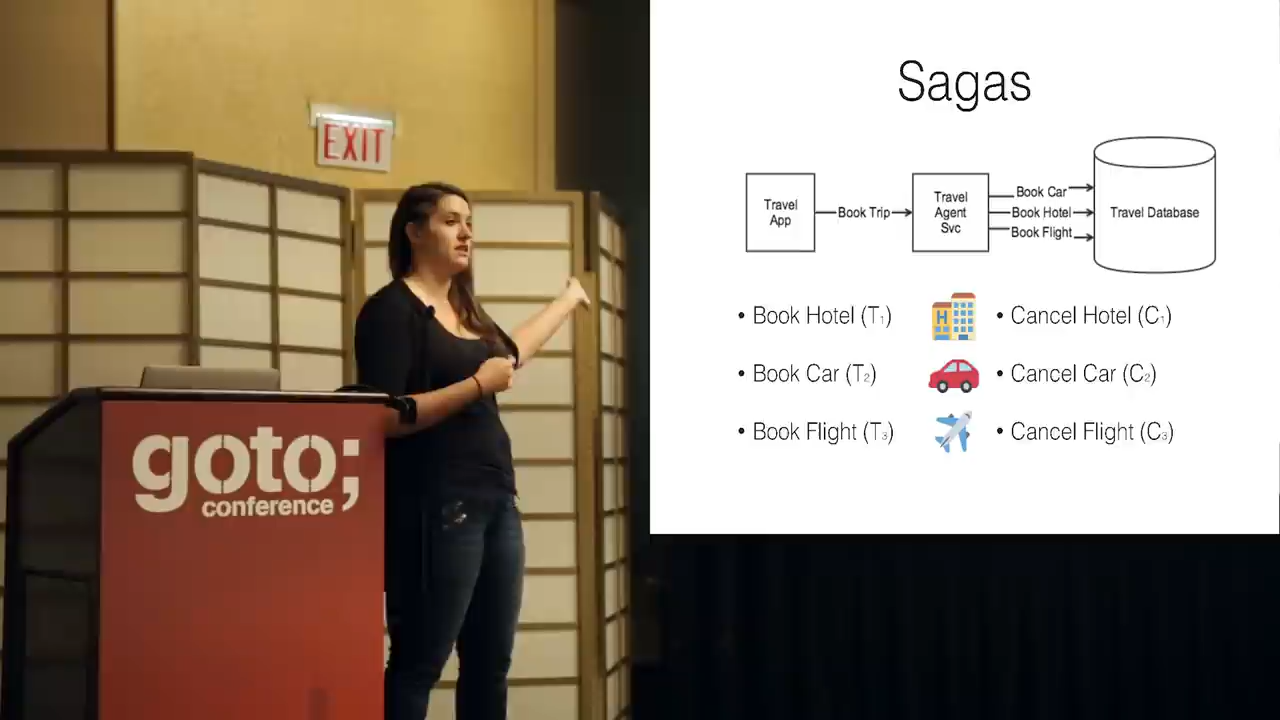 EXIT
goto;
conference
Sagas
Travel
App
Book Trip
Travel
Agent
Svc
Book Car
Book Hotel
Book Flight
Travel Database
• Book Hotel (T₁)
H
• Cancel Hotel (C₁)
• Book Car (T₂)
• Cancel Car (C₂)
• Book Flight (T₃)
• Cancel Flight (C₃)